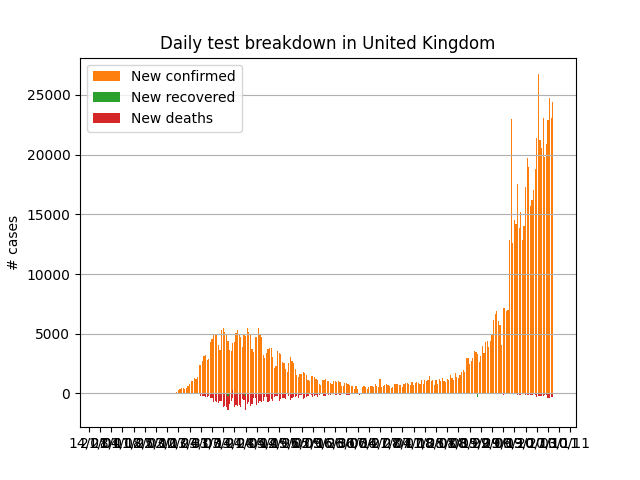 Daily test breakdown in United Kingdom
New confirmed
New recovered
New deaths
# cases
25000
20000
15000
10000
5000
0